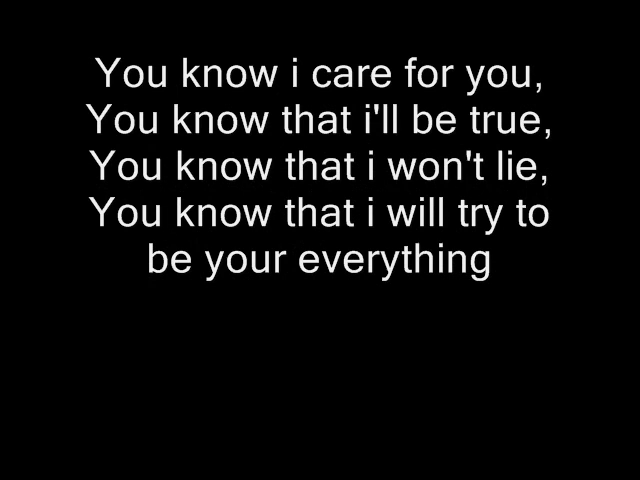 You know i care for you,
You know that i'll be true,
You know that i won't lie,
You know that i will try to
be your everything